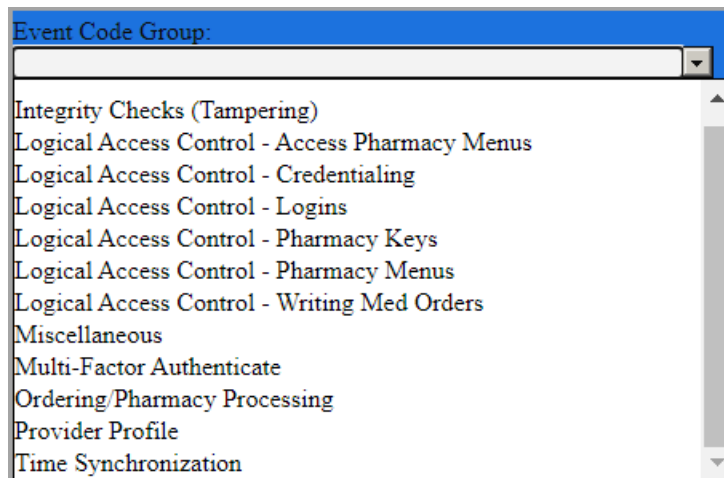 Event Code Group:
Integrity Checks (Tampering)
Logical Access Control - Access Pharmacy Menus
Logical Access Control - Credentialing
Logical Access Control - Logins
Logical Access Control - Pharmacy Keys
Logical Access Control - Pharmacy Menus
Logical Access Control - Writing Med Orders
Miscellaneous
Multi-Factor Authenticate
Ordering/Pharmacy Processing
Provider Profile
Time Synchronization